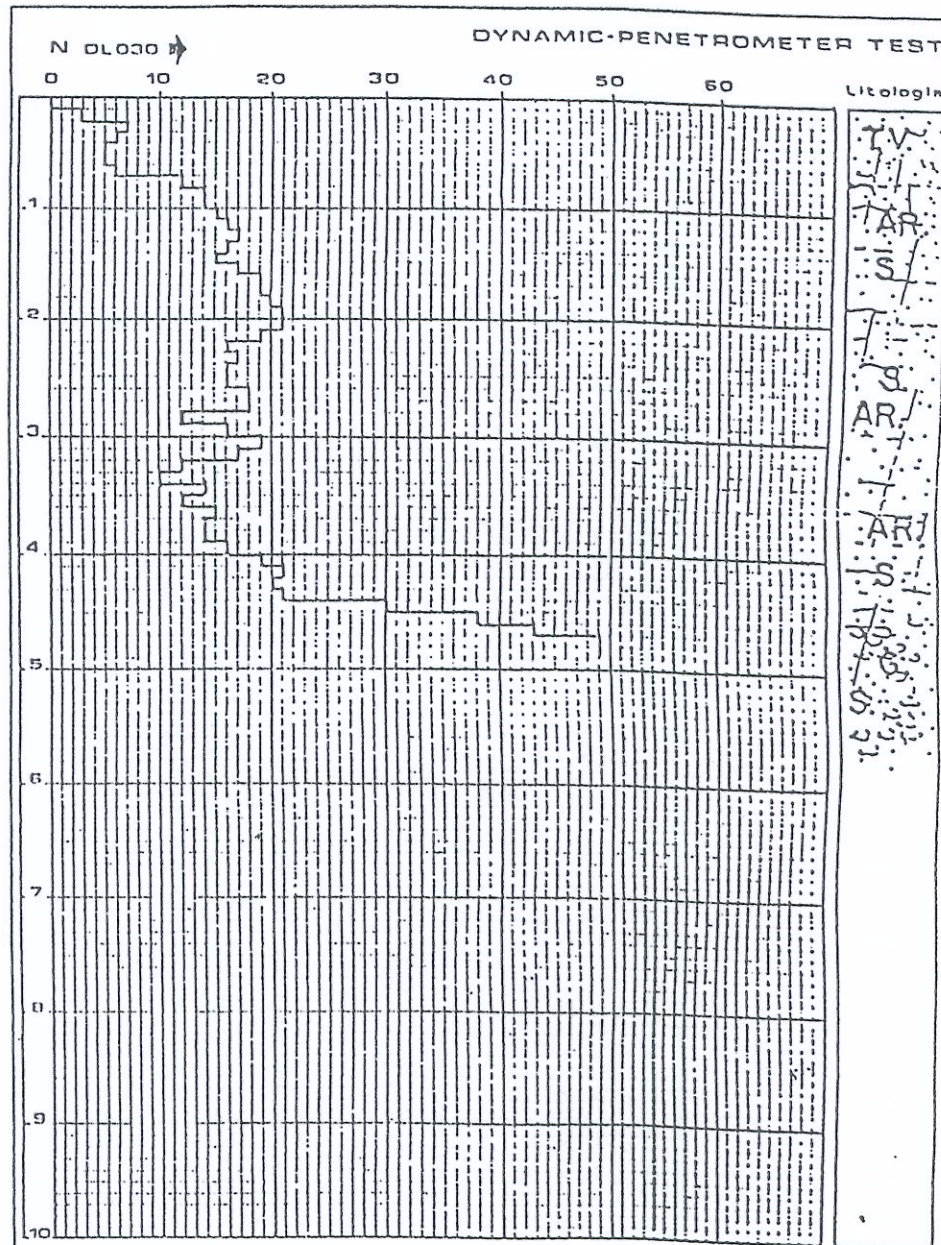 N DL030
DYNAMIC-PENETROMETER TEST
0 10 20 30 40 50 60
Litologia
TV
.1
AR
S
.2
S
AR
.3
AR
.4
S
.5
S
.6
.7
.8
.9
.10